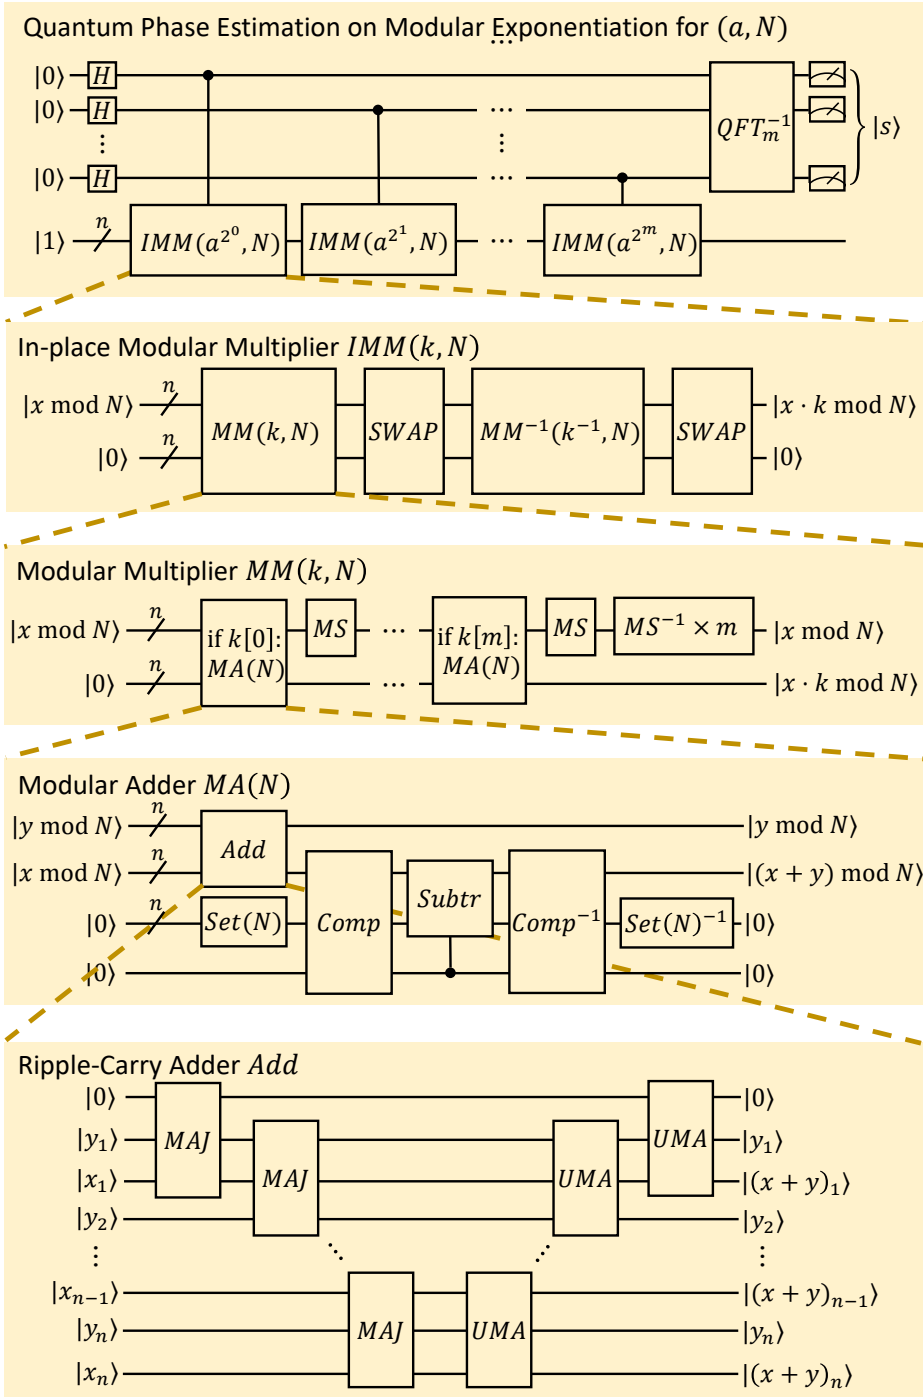 Quantum Phase Estimation on Modular Exponentiation for (a, N)
...
|0⟩ H
|0⟩ H ... ... QFT_m^{-1} |s⟩
⋮ ⋮
|0⟩ H ...
|1⟩ n IMM(a^{2^0}, N) IMM(a^{2^1}, N) ... IMM(a^{2^m}, N)
In-place Modular Multiplier IMM(k, N)
|x mod N⟩ n |x · k mod N⟩
MM(k, N) SWAP MM^{-1}(k^{-1}, N) SWAP
|0⟩ n |0⟩
Modular Multiplier MM(k, N)
|x mod N⟩ n if k[0]: MS ... if k[m]: MS MS^{-1} × m |x mod N⟩
|0⟩ n MA(N) ... MA(N) |x · k mod N⟩
Modular Adder MA(N)
|y mod N⟩ n |y mod N⟩
Add
|x mod N⟩ n |(x + y) mod N⟩
Subtr
|0⟩ n Set(N) Comp Comp^{-1} Set(N)^{-1} |0⟩
|0⟩ |0⟩
Ripple-Carry Adder Add
|0⟩ |0⟩
|y_1⟩ MAJ UMA |y_1⟩
|x_1⟩ MAJ UMA |(x + y)_1⟩
|y_2⟩ |y_2⟩
⋮ ⋱ ⋰ ⋮
|x_{n-1}⟩ |(x + y)_{n-1}⟩
|y_n⟩ MAJ UMA |y_n⟩
|x_n⟩ |(x + y)_n⟩